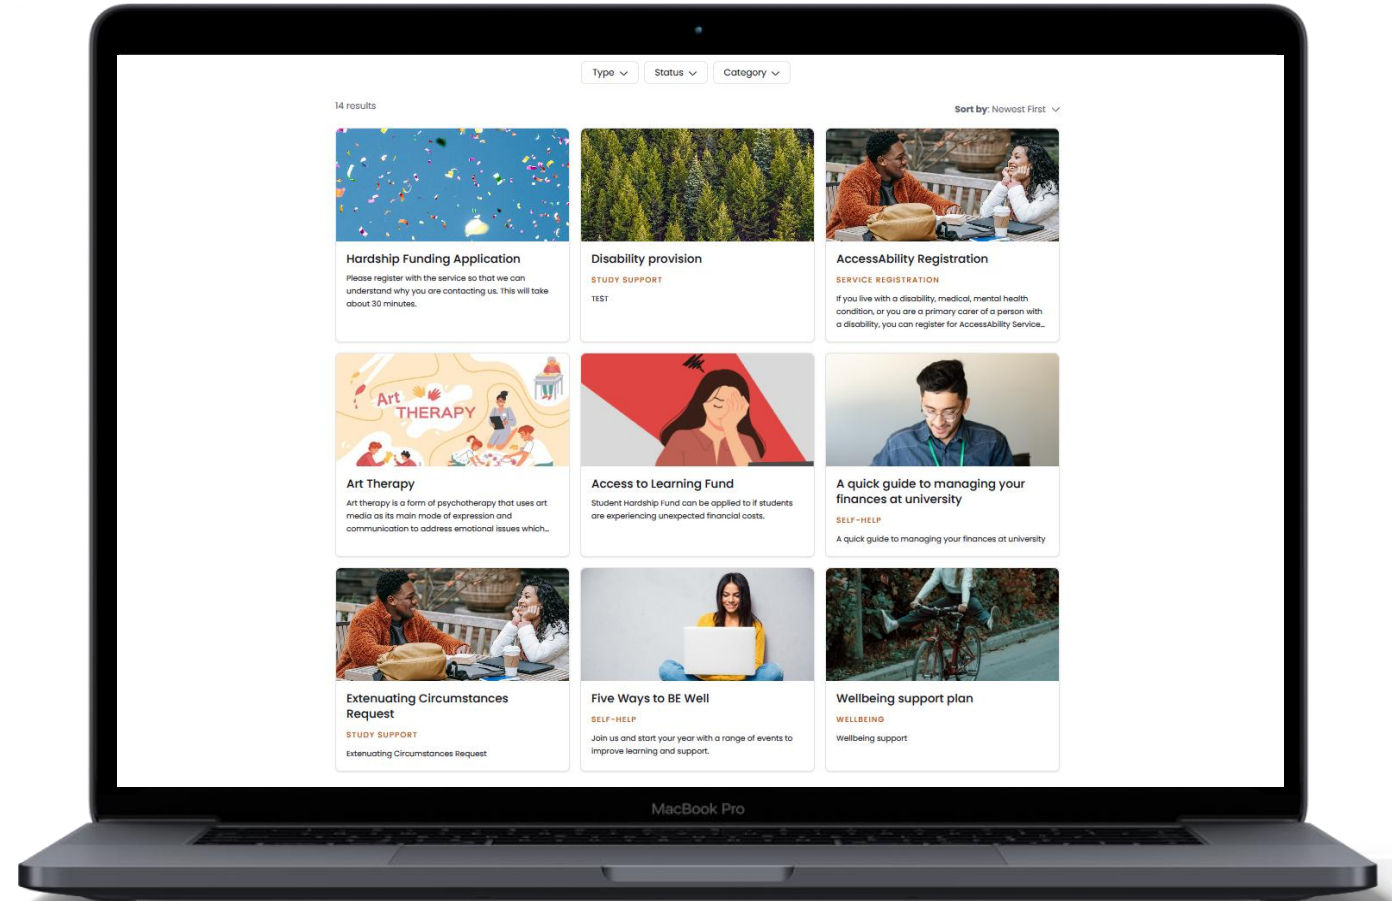 Type
Status
Category
14 results
Sort by: Newest First
Hardship Funding Application
Please register with the service so that we can
understand why you are contacting us. This will take
about 30 minutes.
Disability provision
STUDY SUPPORT
TEST
AccessAbility Registration
SERVICE REGISTRATION
If you live with a disability, medical, mental health
condition, or you are a primary carer of a person with
a disability, you can register for AccessAbility Service...
Art
THERAPY
Art Therapy
Art therapy is a form of psychotherapy that uses art
media as its main mode of expression and
communication to address emotional issues which...
Access to Learning Fund
Student Hardship Fund can be applied to if students
are experiencing unexpected financial costs.
A quick guide to managing your
finances at university
SELF-HELP
A quick guide to managing your finances at university
Extenuating Circumstances
Request
STUDY SUPPORT
Extenuating Circumstances Request
Five Ways to BE Well
SELF-HELP
Join us and start your year with a range of events to
improve learning and support.
Wellbeing support plan
WELLBEING
Wellbeing support
MacBook Pro